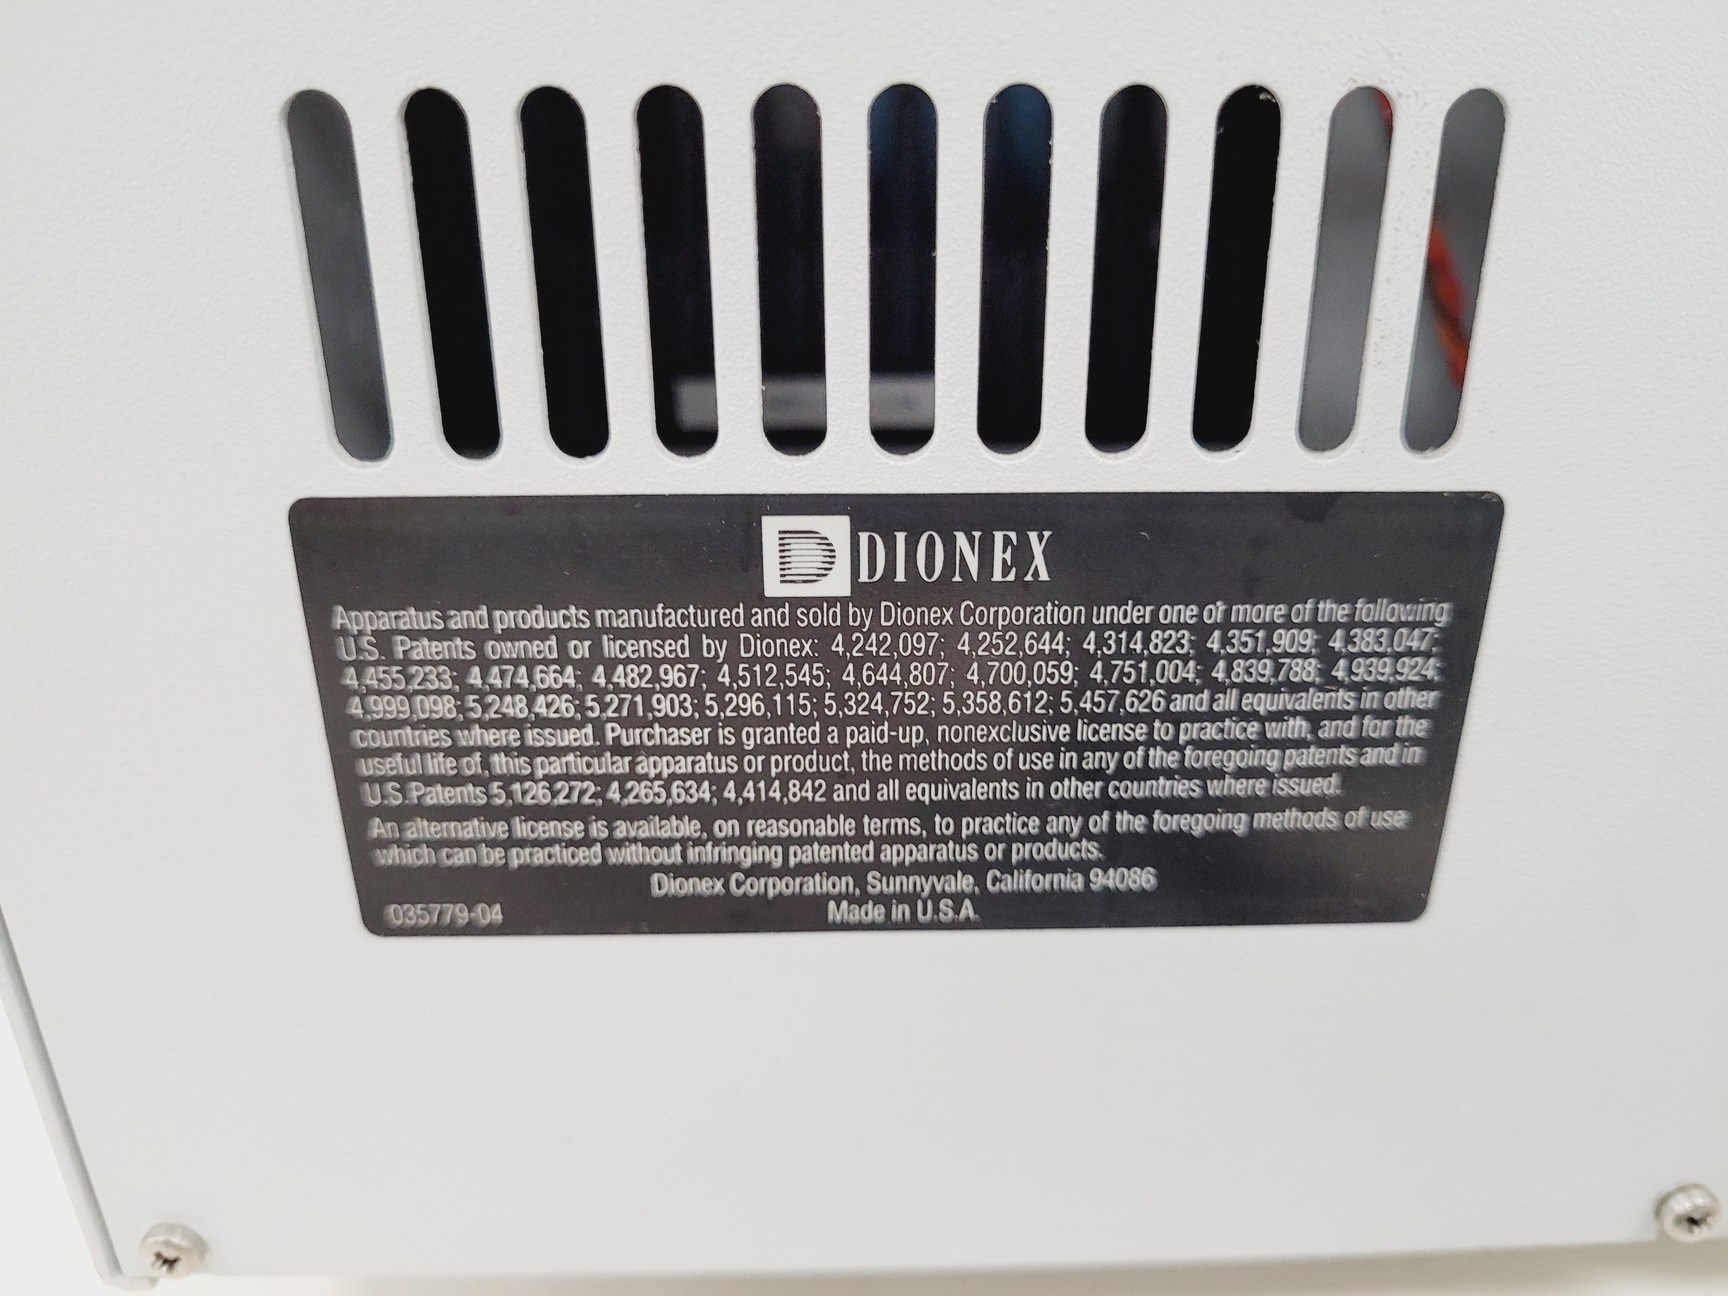 DIONEX
Apparatus and products manufactured and sold by Dionex Corporation under one or more of the following
U.S. Patents owned or licensed by Dionex: 4,242,097; 4,252,644; 4,314,823; 4,351,909; 4,383,047;
4,455,233; 4,474,664; 4,482,967; 4,512,545; 4,644,807; 4,700,059; 4,751,004; 4,839,788; 4,939,924;
4,999,098; 5,248,426; 5,271,903; 5,296,115; 5,324,752; 5,358,612; 5,457,626 and all equivalents in other
countries where issued. Purchaser is granted a paid-up, nonexclusive license to practice with, and for the
useful life of, this particular apparatus or product, the methods of use in any of the foregoing patents and in
U.S. Patents 5,126,272; 4,265,634; 4,414,842 and all equivalents in other countries where issued.
An alternative license is available, on reasonable terms, to practice any of the foregoing methods of use
which can be practiced without infringing patented apparatus or products.
Dionex Corporation, Sunnyvale, California 94086
035779-04 Made in U.S.A.